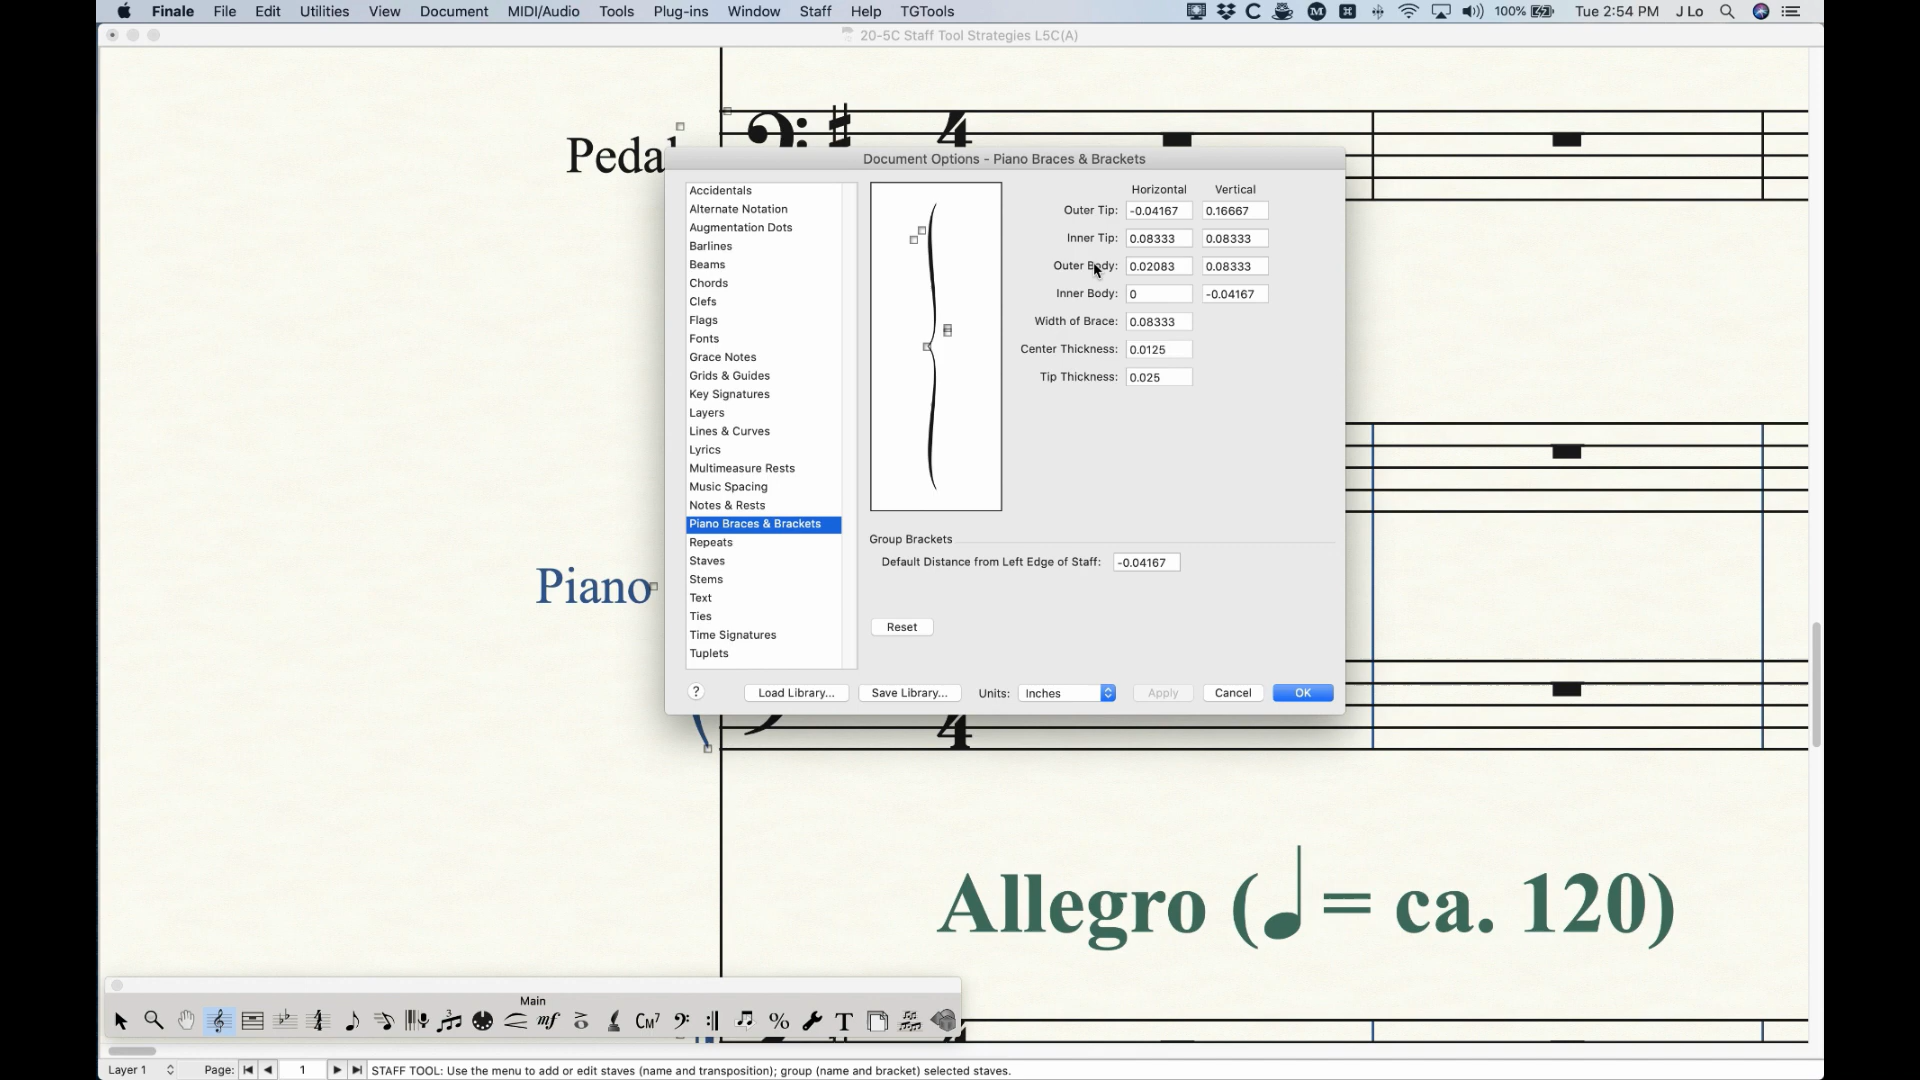 Finale File Edit Utilities View Document MIDI/Audio Tools Plug-ins Window Staff Help TGTools 100% Tue 2:54 PM J Lo
20-5C Staff Tool Strategies L5C(A)
Pedal
Document Options - Piano Braces & Brackets
Accidentals
Alternate Notation
Augmentation Dots
Barlines
Beams
Chords
Clefs
Flags
Fonts
Grace Notes
Grids & Guides
Key Signatures
Layers
Lines & Curves
Lyrics
Multimeasure Rests
Music Spacing
Notes & Rests
Piano Braces & Brackets
Repeats
Staves
Stems
Text
Ties
Time Signatures
Tuplets
Horizontal Vertical
Outer Tip: -0.04167 0.16667
Inner Tip: 0.08333 0.08333
Outer Body: 0.02083 0.08333
Inner Body: 0 -0.04167
Width of Brace: 0.08333
Center Thickness: 0.0125
Tip Thickness: 0.025
Group Brackets
Default Distance from Left Edge of Staff: -0.04167
Reset
? Load Library... Save Library... Units: Inches Apply Cancel OK
Piano
4
4
Allegro (♩ = ca. 120)
Main
mf CM7 % T
Layer 1 Page: 1 STAFF TOOL: Use the menu to add or edit staves (name and transposition); group (name and bracket) selected staves.